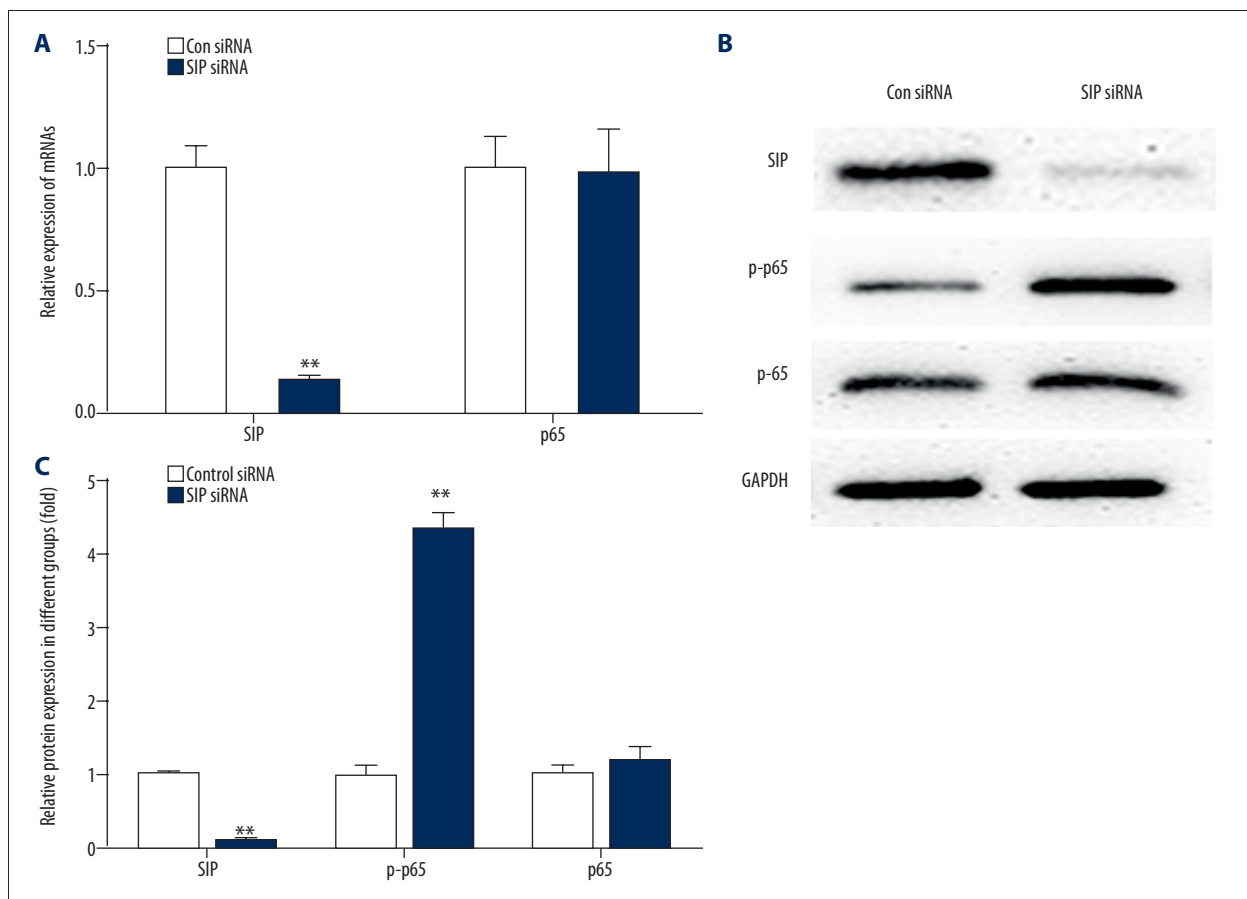 A
Con siRNA
SIP siRNA
Relative expression of mRNAs
1.5
1.0
0.5
0.0
**
SIP
p65
B
Con siRNA
SIP siRNA
SIP
p-p65
p-65
GAPDH
C
Control siRNA
SIP siRNA
Relative protein expression in different groups (fold)
5
4
3
2
1
0
**
**
SIP
p-p65
p65